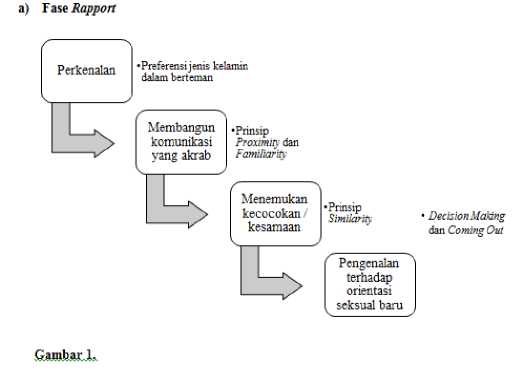 a) Fase Rapport
Perkenalan
•Preferensi jenis kelamin
dalam berteman
Membangun
komunikasi
yang akrab
•Prinsip
Proximity dan
Familiarity
Menemukan
kecocokan /
kesamaan
•Prinsip
Similarity
• Decision Making
dan Coming Out
Pengenalan
terhadap
orientasi
seksual baru
Gambar 1.